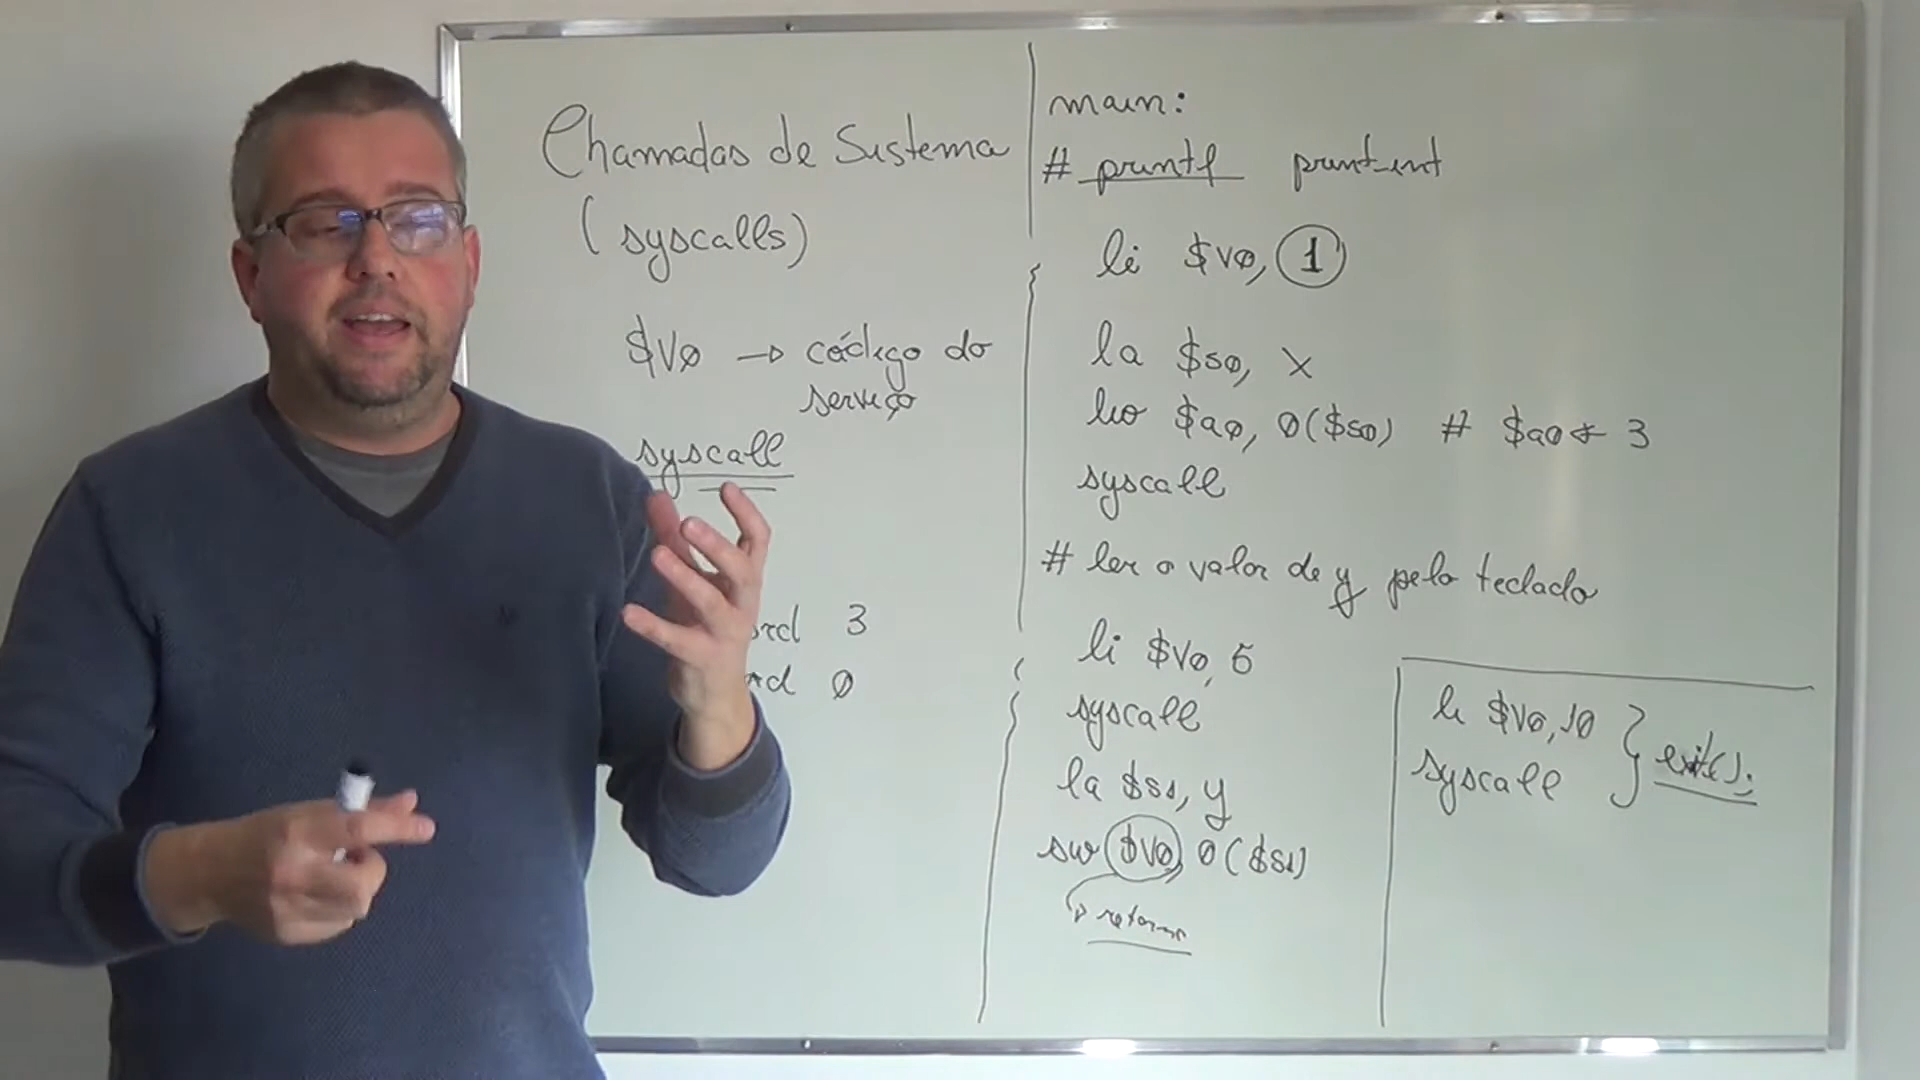 Chamadas de Sistema
(syscalls)
$v0 → código do
serviço
syscall
3
0
main:
# printf print_int
li $v0, 1
la $s0, x
lw $a0, 0($s0) # $a0 ← 3
syscall
# ler o valor de y pelo teclado
li $v0, 5
syscall
la $s1, y
sw $v0, 0($s1)
↳ retorno
li $v0, 10
syscall } exit();